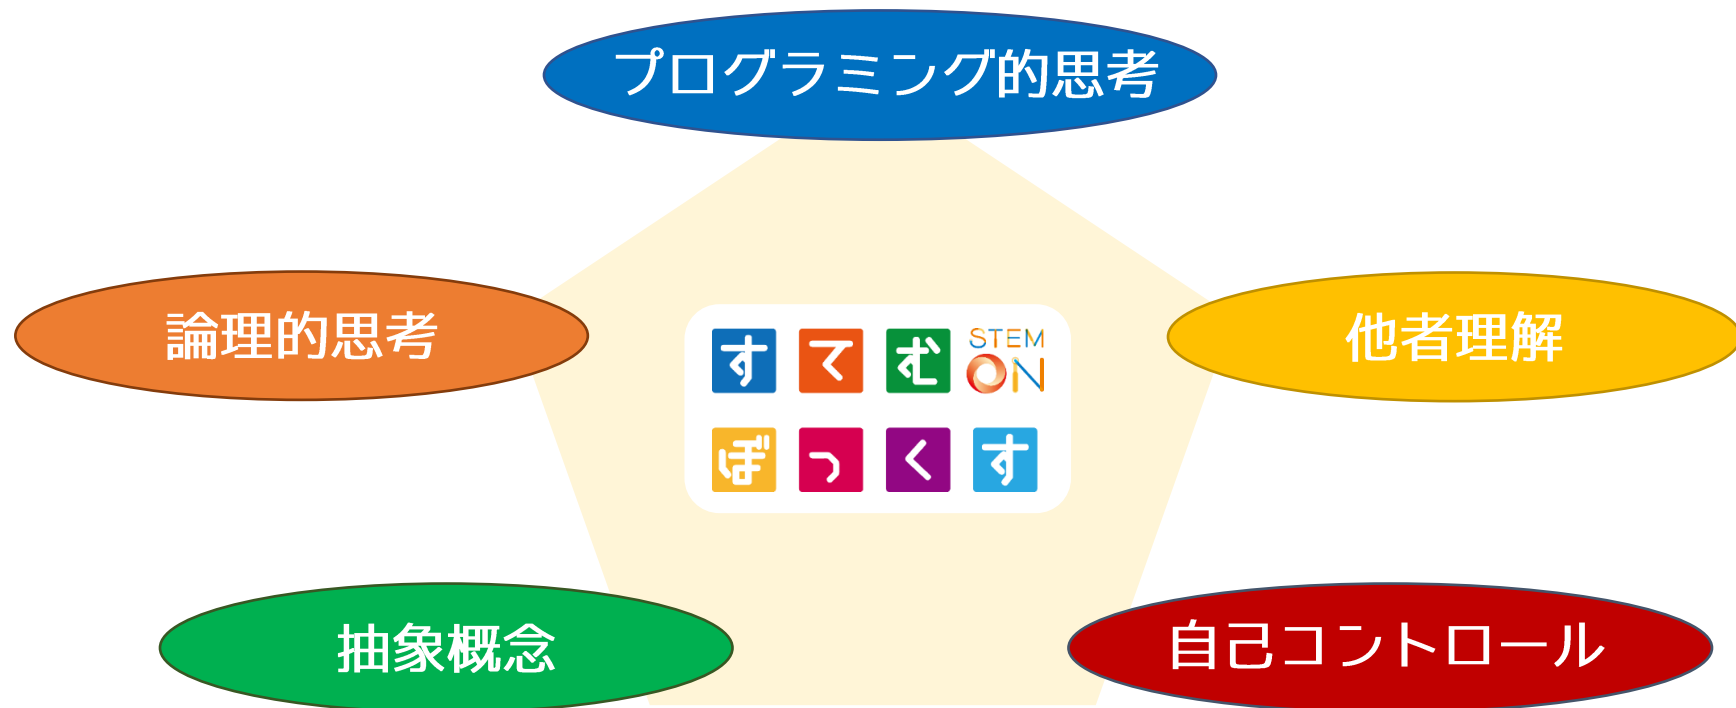 プログラミング的思考
論理的思考
他者理解
すてむ
STEM
ON
ぼっくす
抽象概念
自己コントロール